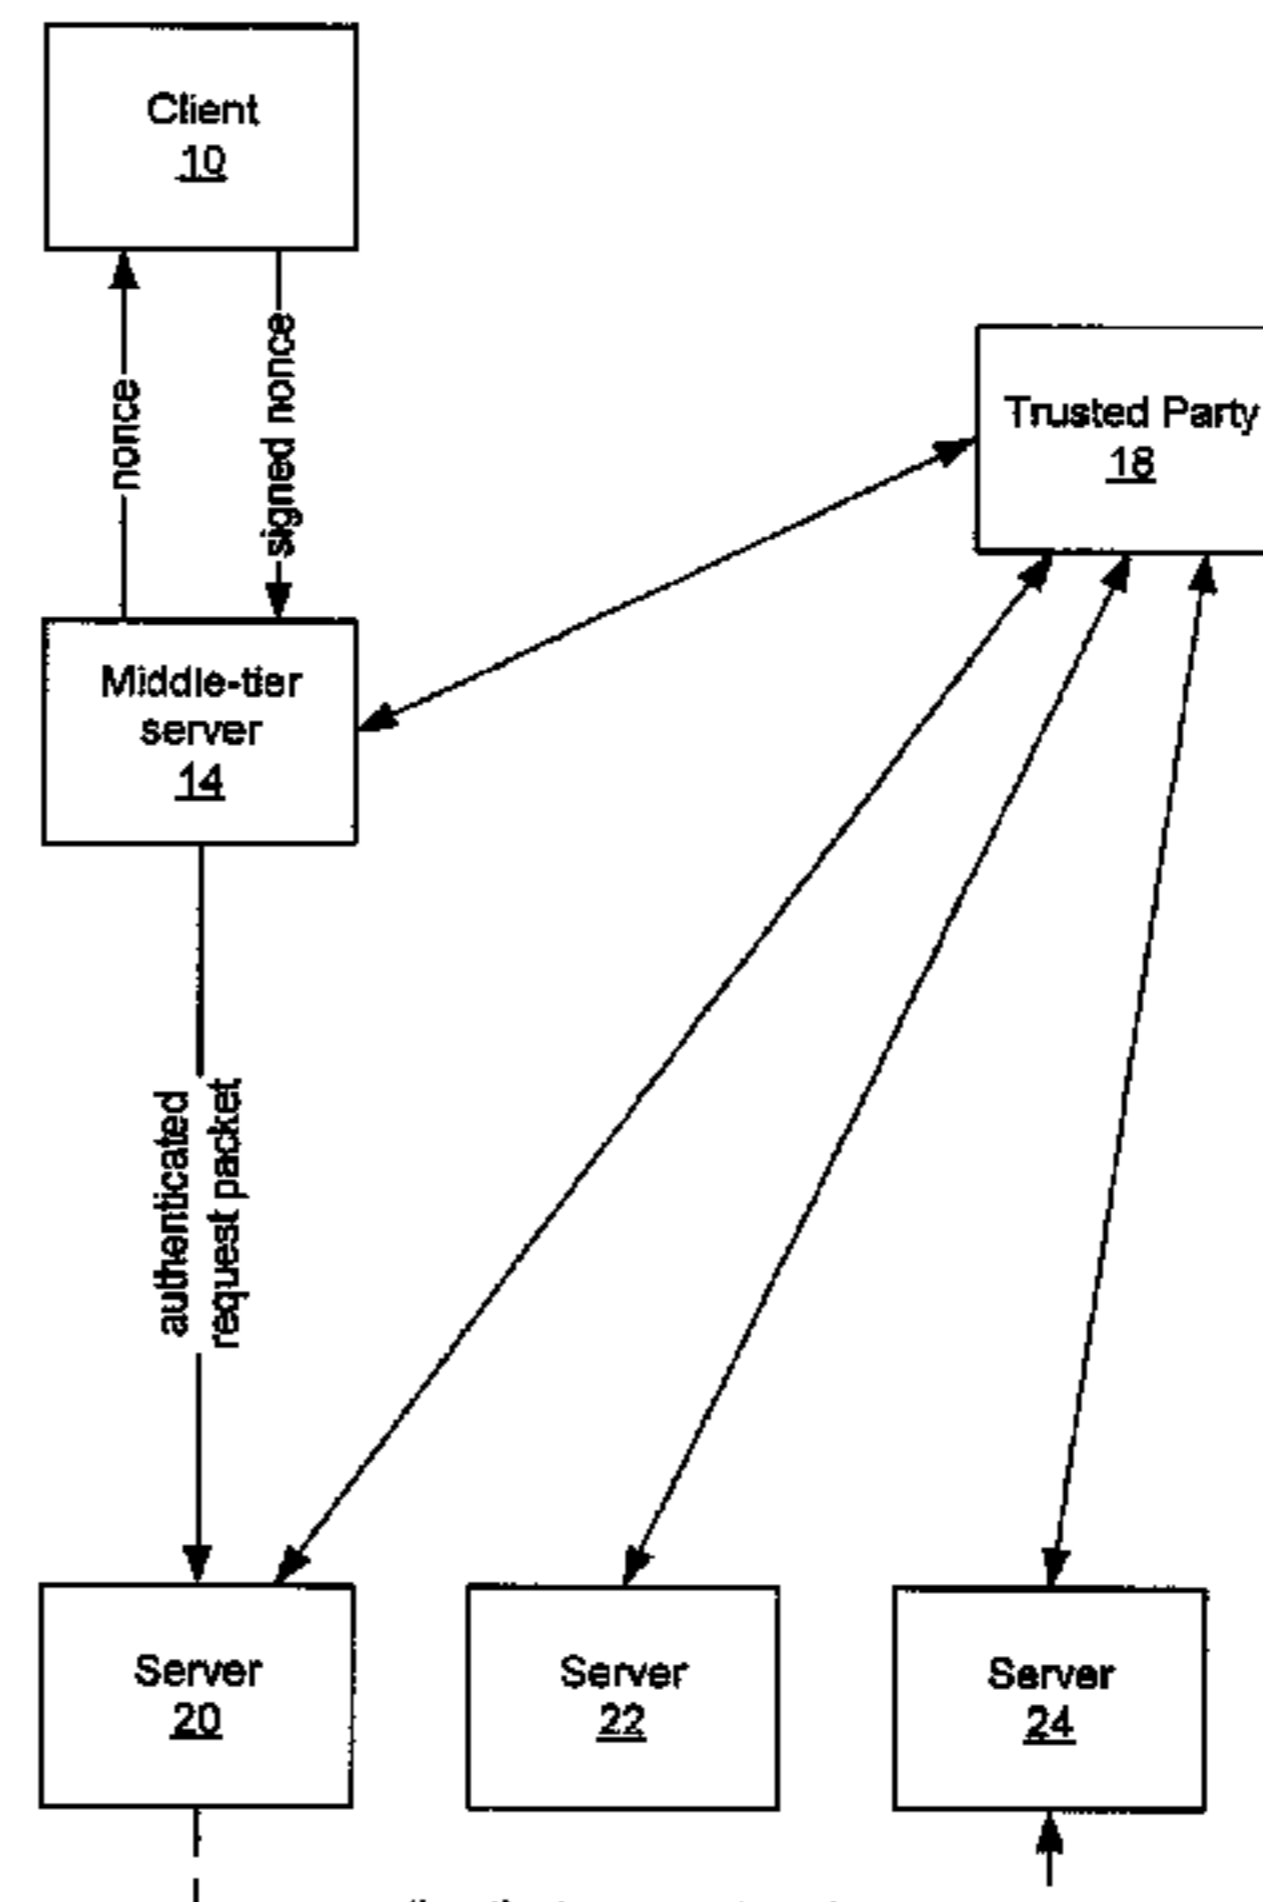 Client
10
nonce
signed nonce
Trusted Party
18
Middle-tier
server
14
authenticated
request packet
Server
20
Server
22
Server
24